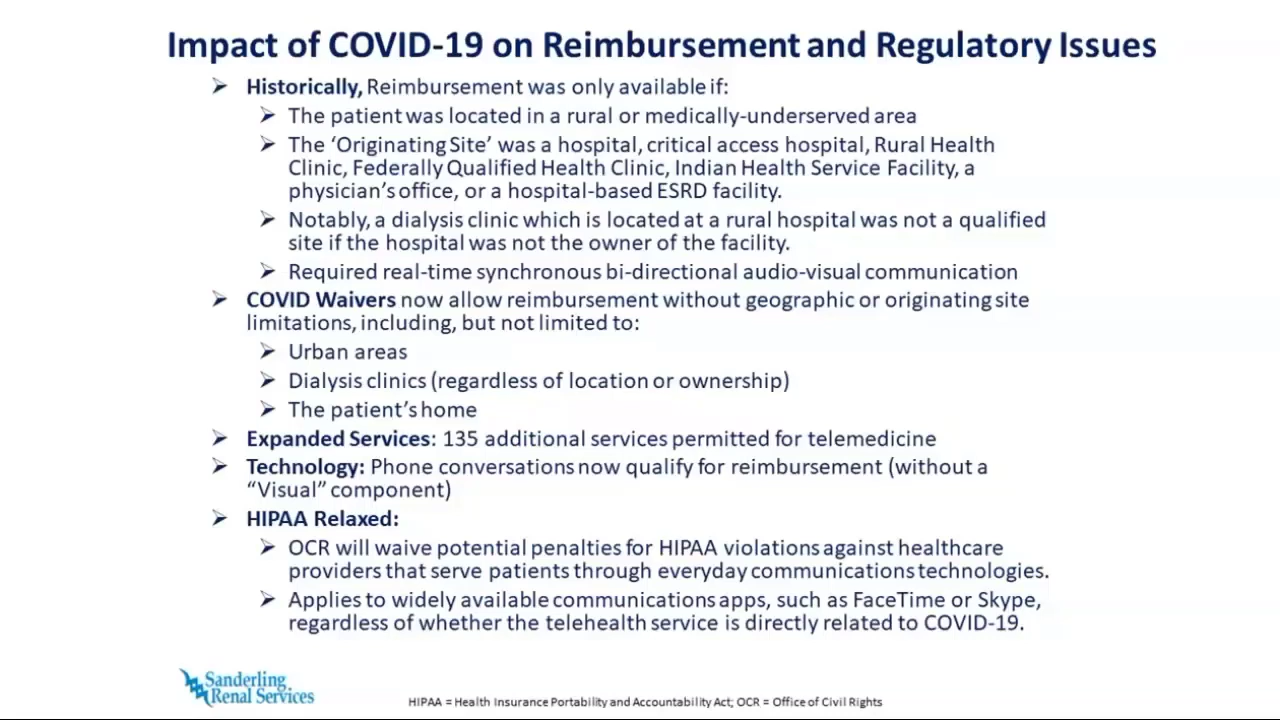 Impact of COVID-19 on Reimbursement and Regulatory Issues
Historically, Reimbursement was only available if:
The patient was located in a rural or medically-underserved area
The ‘Originating Site’ was a hospital, critical access hospital, Rural Health
Clinic, Federally Qualified Health Clinic, Indian Health Service Facility, a
physician’s office, or a hospital-based ESRD facility.
Notably, a dialysis clinic which is located at a rural hospital was not a qualified
site if the hospital was not the owner of the facility.
Required real-time synchronous bi-directional audio-visual communication
COVID Waivers now allow reimbursement without geographic or originating site
limitations, including, but not limited to:
Urban areas
Dialysis clinics (regardless of location or ownership)
The patient’s home
Expanded Services: 135 additional services permitted for telemedicine
Technology: Phone conversations now qualify for reimbursement (without a
“Visual” component)
HIPAA Relaxed:
OCR will waive potential penalties for HIPAA violations against healthcare
providers that serve patients through everyday communications technologies.
Applies to widely available communications apps, such as FaceTime or Skype,
regardless of whether the telehealth service is directly related to COVID-19.
Sanderling
Renal Services
HIPAA = Health Insurance Portability and Accountability Act; OCR = Office of Civil Rights